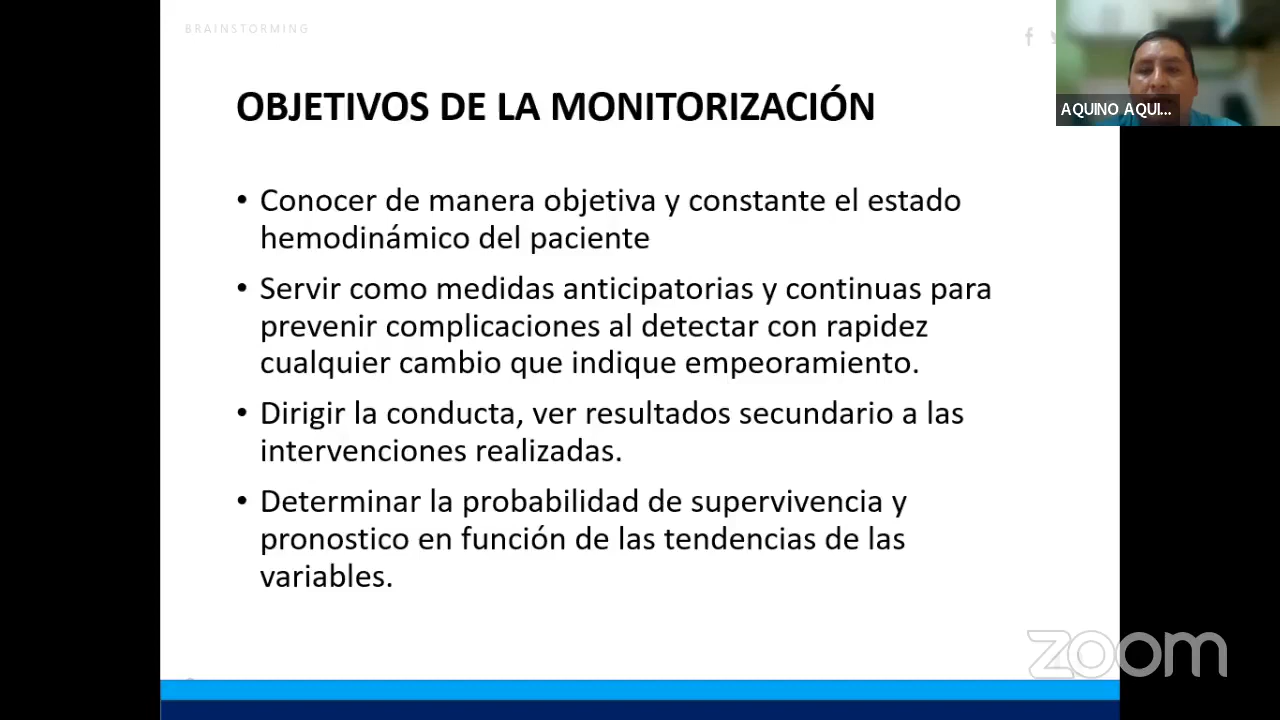 BRAINSTORMING
OBJETIVOS DE LA MONITORIZACIÓN
AQUINO AQUI...
• Conocer de manera objetiva y constante el estado
hemodinámico del paciente
• Servir como medidas anticipatorias y continuas para
prevenir complicaciones al detectar con rapidez
cualquier cambio que indique empeoramiento.
• Dirigir la conducta, ver resultados secundario a las
intervenciones realizadas.
• Determinar la probabilidad de supervivencia y
pronostico en función de las tendencias de las
variables.
zoom